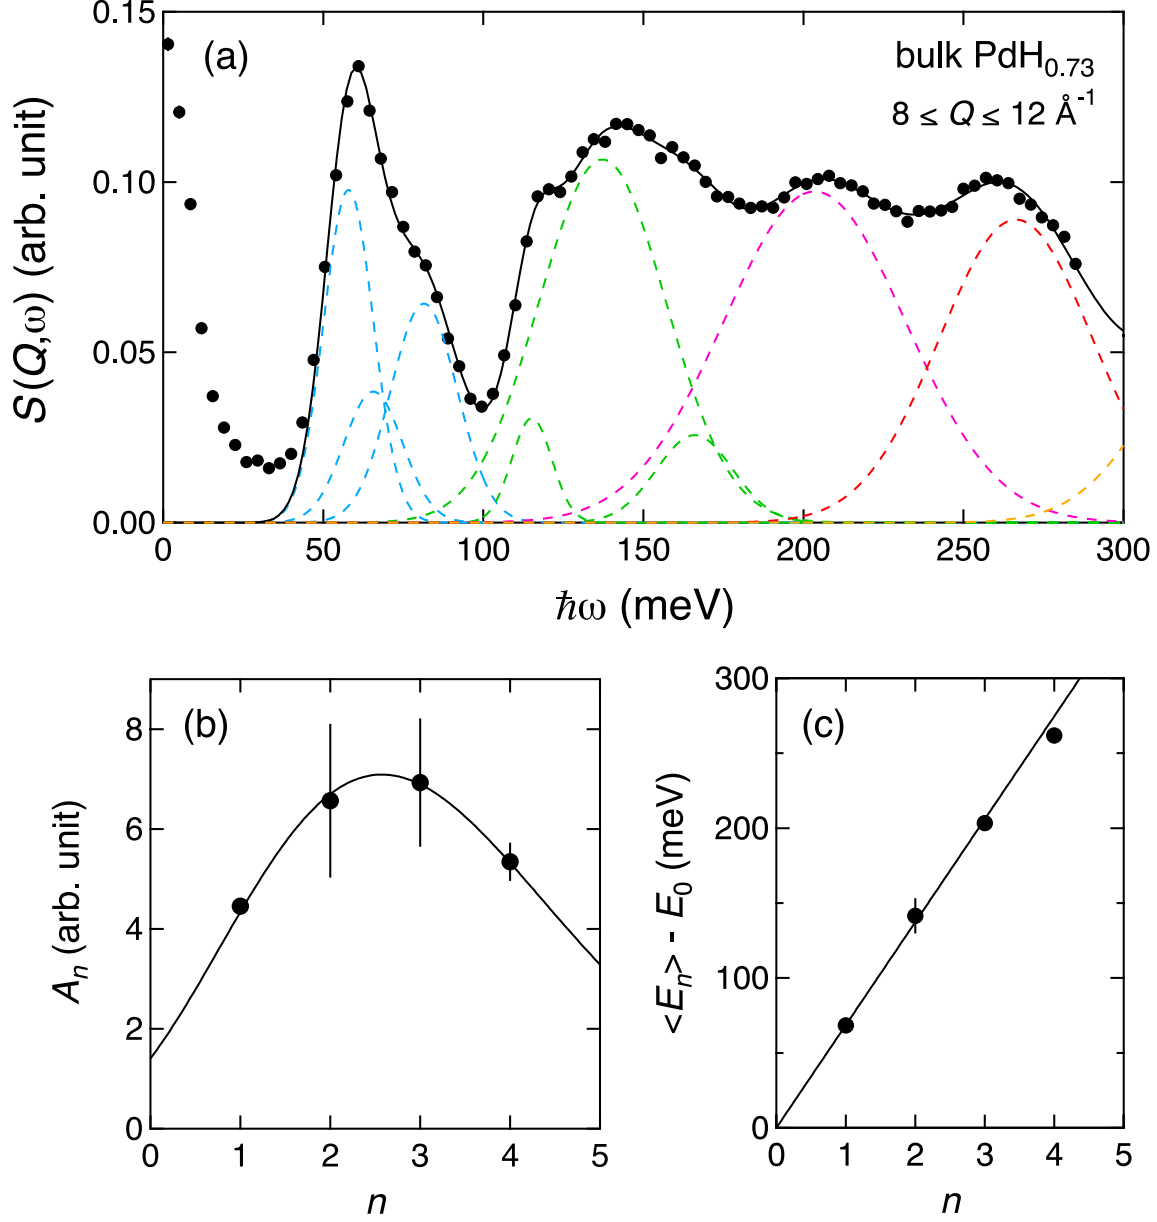 (a)
bulk PdH0.73
8 ≤ Q ≤ 12 Å-1
S(Q,ω) (arb. unit)
0.15
0.10
0.05
0.00
0 50 100 150 200 250 300
ħω (meV)
(b)
An (arb. unit)
8
6
4
2
0
0 1 2 3 4 5
n
(c)
<En> - E0 (meV)
300
200
100
0
0 1 2 3 4 5
n